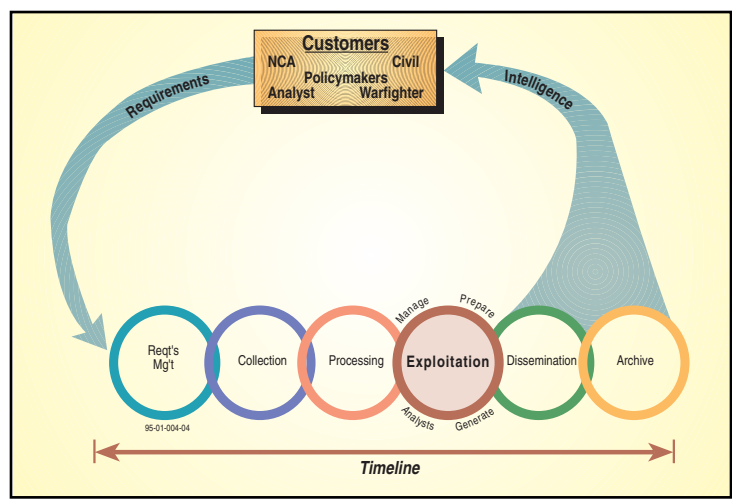 Customers
NCA Civil
Policymakers
Analyst Warfighter
Requirements
Intelligence
Manage
Prepare
Req't's
Mg't
Collection
Processing
Exploitation
Dissemination
Archive
Analysts
Generate
95-01-004-04
Timeline